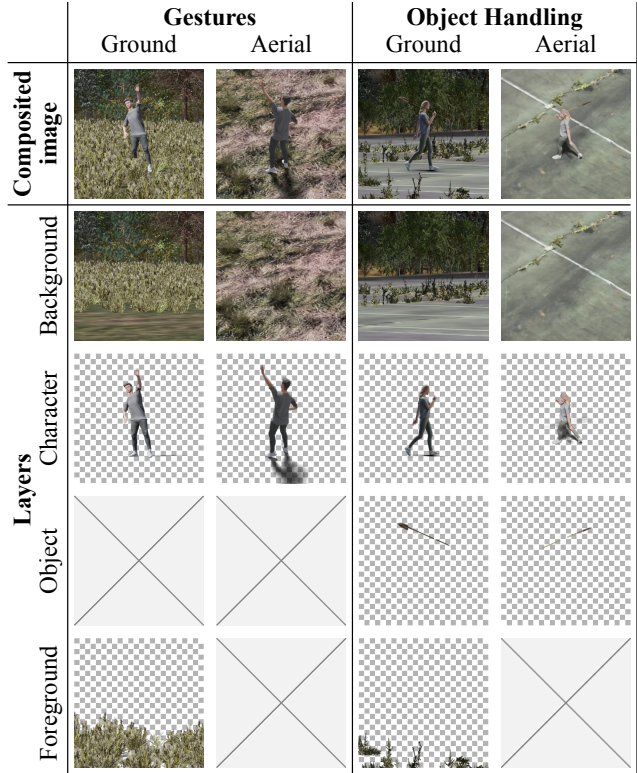 Gestures Object Handling
Ground Aerial Ground Aerial
Composited
image
Layers
Background
Character
Object
Foreground